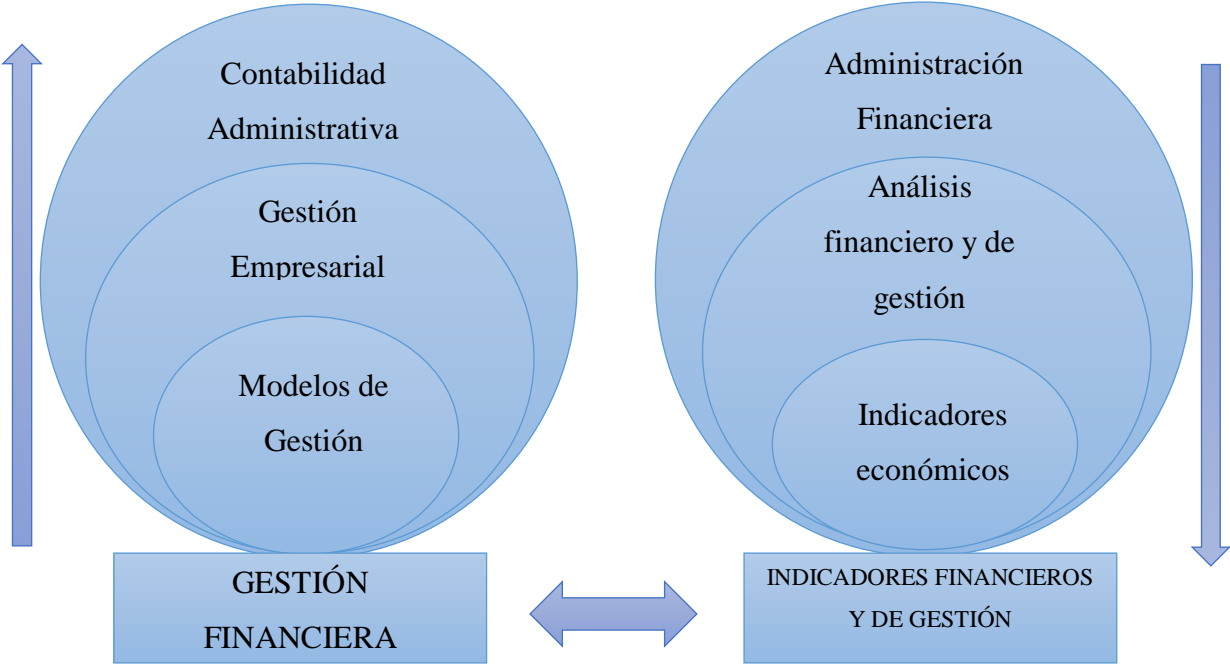 Contabilidad
Administrativa
Gestión
Empresarial
Modelos de
Gestión
GESTIÓN
FINANCIERA
Administración
Financiera
Análisis
financiero y de
gestión
Indicadores
económicos
INDICADORES FINANCIEROS
Y DE GESTIÓN